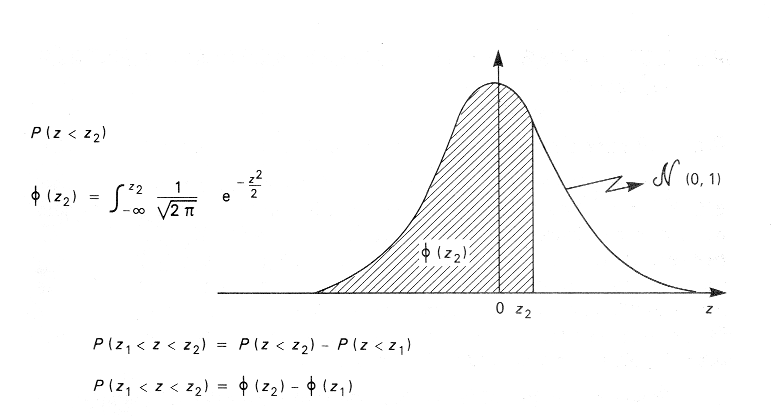 P (z < z₂)
ϕ (z₂) = ∫₋∞^z₂ 1/√2 π e^−z²/2
𝒩 (0, 1)
ϕ (z₂)
0 z₂ z
P (z₁ < z < z₂) = P (z < z₂) – P (z < z₁)
P (z₁ < z < z₂) = ϕ (z₂) – ϕ (z₁)